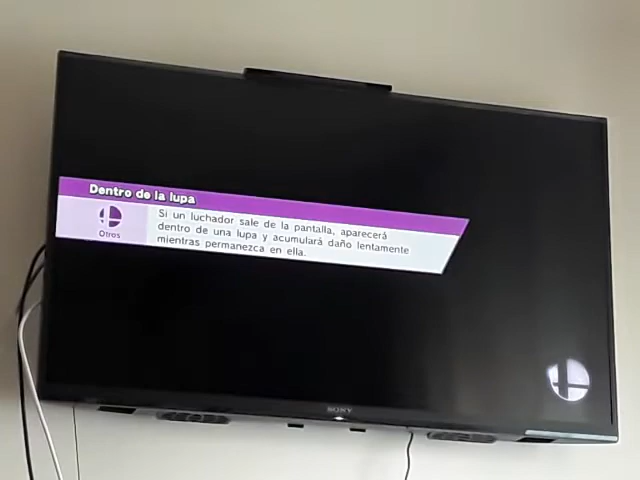 Dentro de la lupa
Otros
Si un luchador sale de la pantalla, aparecerá
dentro de una lupa y acumulará daño lentamente
mientras permanezca en ella.
SONY